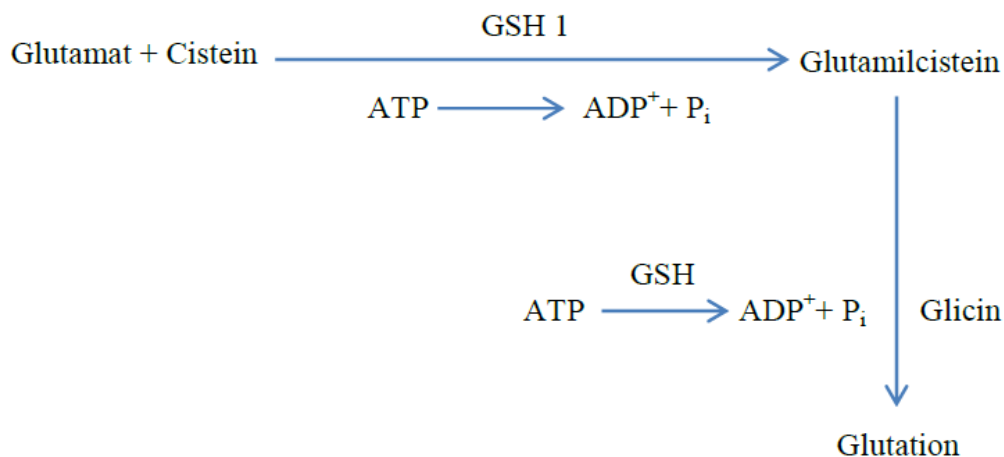 GSH 1
Glutamat + Cistein
Glutamilcistein
ATP
ADP⁺+ Pᵢ
GSH
ATP
ADP⁺+ Pᵢ
Glicin
Glutation